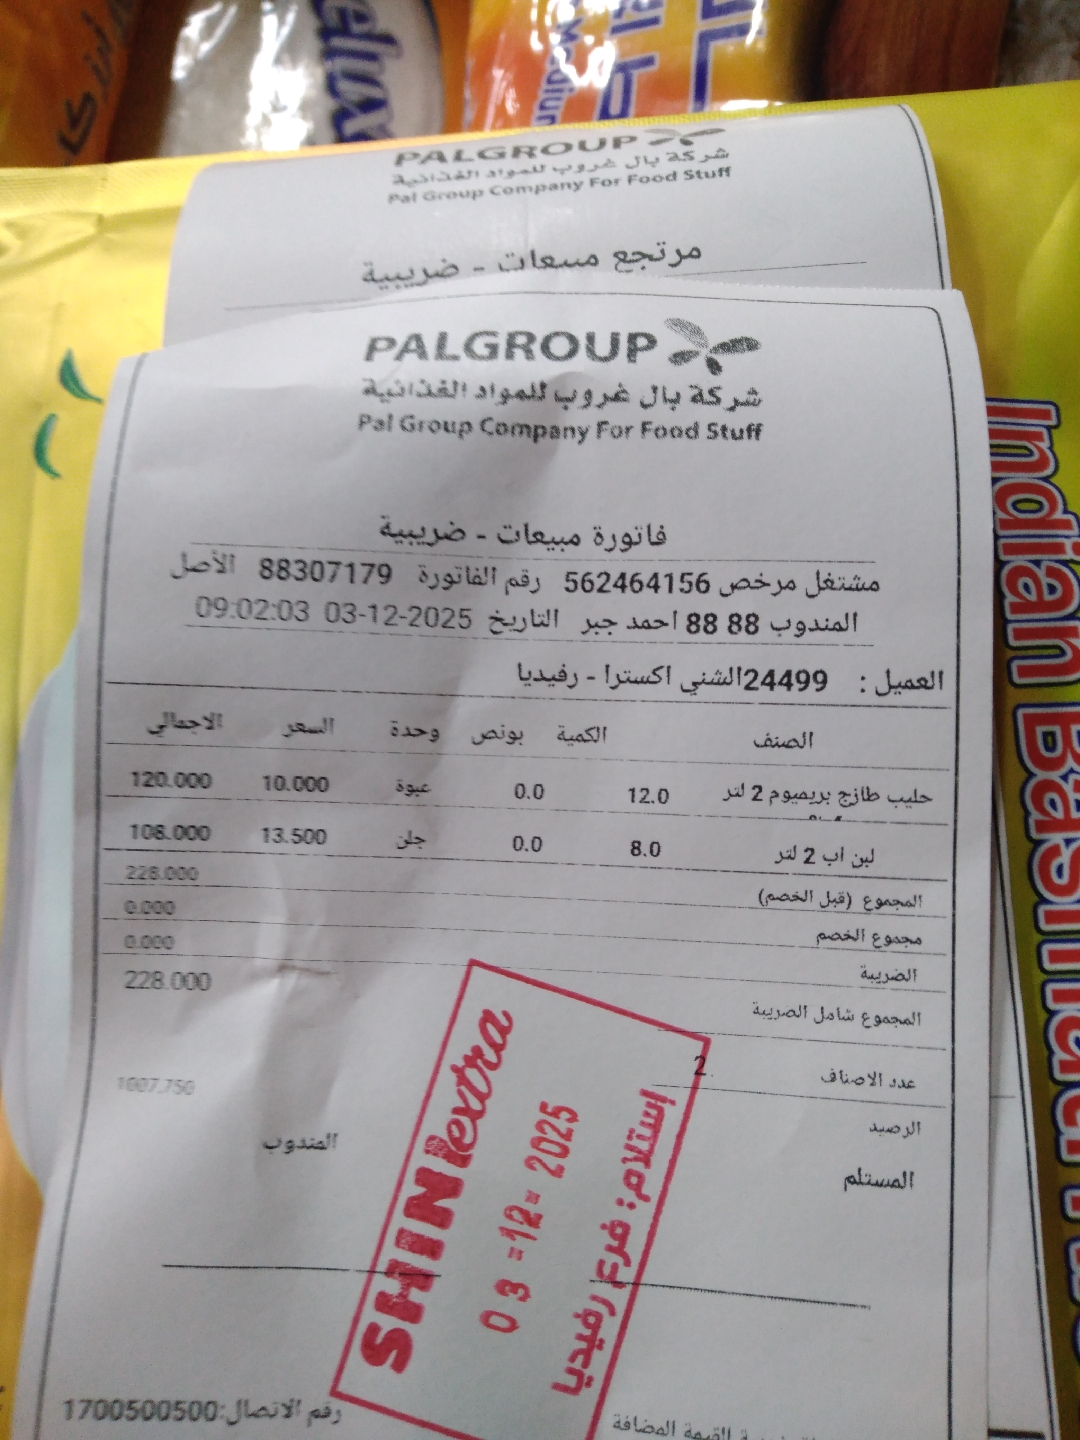 elux
Mediu
PALGROUP
شركة بال غروب للمواد الغذائية
Pal Group Company For Food Stuff
مرتجع مبيعات - ضريبية
PALGROUP
شركة بال غروب للمواد الغذائية
Pal Group Company For Food Stuff
فاتورة مبيعات - ضريبية
مشتغل مرخص 562464156 رقم الفاتورة 88307179 الأصل
المندوب 88 88 احمد جبر التاريخ 03-12-2025 09:02:03
العميل : 24499الشني اكسترا - رفيديا
الصنف الكمية بونص وحدة السعر الاجمالي
حليب طازج بريميوم 2 لتر 12.0 0.0 عبوة 10.000 120.000
لبن اب 2 لتر 8.0 0.0 جلن 13.500 108.000
المجموع (قبل الخصم) 228.000
مجموع الخصم 0.000
الضريبة 0.000
المجموع شامل الضريبة 228.000
عدد الاصناف 2
الرصيد 1007.750
المستلم المندوب
SHINIextra
03=12=2025
إستلام: فرع رفيديا
رقم الاتصال:1700500500
القيمة المضافة
Indian Basmati